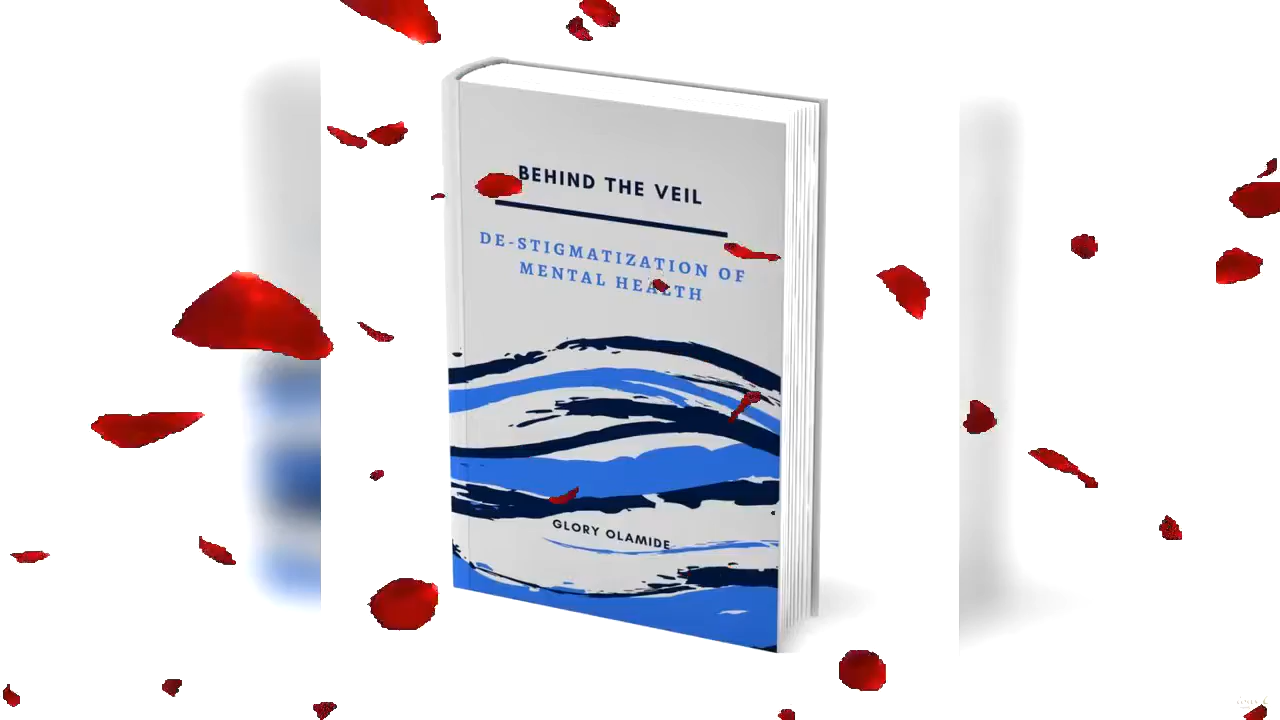 BEHIND THE VEIL
DE-STIGMATIZATION OF
MENTAL HEALTH
GLORY OLAMIDE